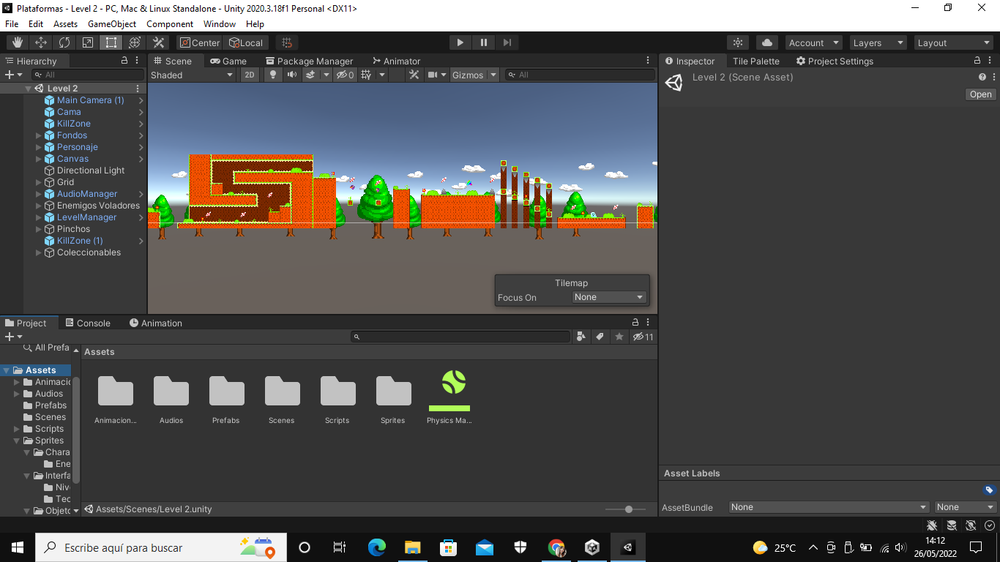 Plataformas - Level 2 - PC, Mac & Linux Standalone - Unity 2020.3.18f1 Personal <DX11>
File Edit Assets GameObject Component Window Help
Center Local Account Layers Layout
Hierarchy
All
Level 2
Main Camera (1)
Cama
KillZone
Fondos
Personaje
Canvas
Directional Light
Grid
AudioManager
Enemigos Voladores
LevelManager
Pinchos
KillZone (1)
Coleccionables
Scene Game Package Manager Animator
Shaded 2D 0 Gizmos All
Tilemap
Focus On None
Inspector Tile Palette Project Settings
Level 2 (Scene Asset)
Open
Project Console Animation
11
All Prefa
Assets
Animacio
Audios
Prefabs
Scenes
Scripts
Sprites
Chara
Ene
Interfa
Niv
Tec
Objeto
Assets
Animacion... Audios Prefabs Scenes Scripts Sprites Physics Ma...
Assets/Scenes/Level 2.unity
Asset Labels
AssetBundle None None
Escribe aquí para buscar
25°C
14:12
26/05/2022